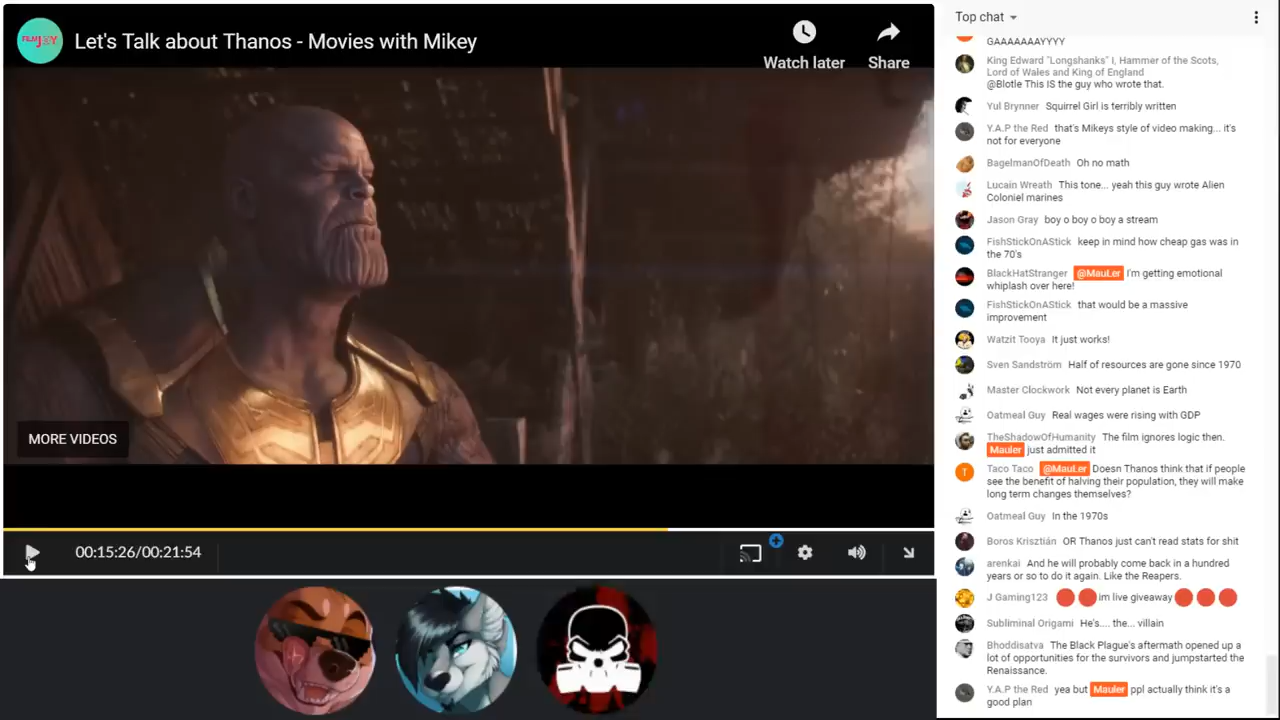 FILMJOY
Let's Talk about Thanos - Movies with Mikey
Watch later
Share
MORE VIDEOS
00:15:26/00:21:54
Top chat
GAAAAAAYYYY
King Edward "Longshanks" I, Hammer of the Scots,
Lord of Wales and King of England
@Blotle This IS the guy who wrote that.
Yul Brynner Squirrel Girl is terribly written
Y.A.P the Red that's Mikeys style of video making... it's
not for everyone
BagelmanOfDeath Oh no math
Lucain Wreath This tone... yeah this guy wrote Alien
Coloniel marines
Jason Gray boy o boy o boy a stream
FishStickOnAStick keep in mind how cheap gas was in
the 70's
BlackHatStranger @MauLer I'm getting emotional
whiplash over here!
FishStickOnAStick that would be a massive
improvement
Watzit Tooya It just works!
Sven Sandström Half of resources are gone since 1970
Master Clockwork Not every planet is Earth
Oatmeal Guy Real wages were rising with GDP
TheShadowOfHumanity The film ignores logic then.
Mauler just admitted it
T
Taco Taco @MauLer Doesn Thanos think that if people
see the benefit of halving their population, they will make
long term changes themselves?
Oatmeal Guy In the 1970s
Boros Krisztián OR Thanos just can't read stats for shit
arenkai And he will probably come back in a hundred
years or so to do it again. Like the Reapers.
J Gaming123 im live giveaway
Subliminal Origami He's.... the... villain
Bhoddisatva The Black Plague's aftermath opened up a
lot of opportunities for the survivors and jumpstarted the
Renaissance.
Y.A.P the Red yea but Mauler ppl actually think it's a
good plan